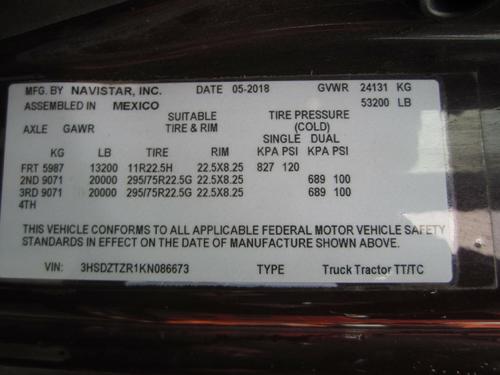 MFG. BY NAVISTAR, INC. DATE 05-2018 GVWR 24131 KG
ASSEMBLED IN MEXICO 53200 LB
SUITABLE TIRE PRESSURE
AXLE GAWR TIRE & RIM (COLD)
SINGLE DUAL
KG LB TIRE RIM KPA PSI KPA PSI
FRT 5987 13200 11R22.5H 22.5X8.25 827 120
2ND 9071 20000 295/75R22.5G 22.5X8.25 689 100
3RD 9071 20000 295/75R22.5G 22.5X8.25 689 100
4TH
THIS VEHICLE CONFORMS TO ALL APPLICABLE FEDERAL MOTOR VEHICLE SAFETY
STANDARDS IN EFFECT ON THE DATE OF MANUFACTURE SHOWN ABOVE.
VIN: 3HSDZTZR1KN086673 TYPE Truck Tractor TT/TC